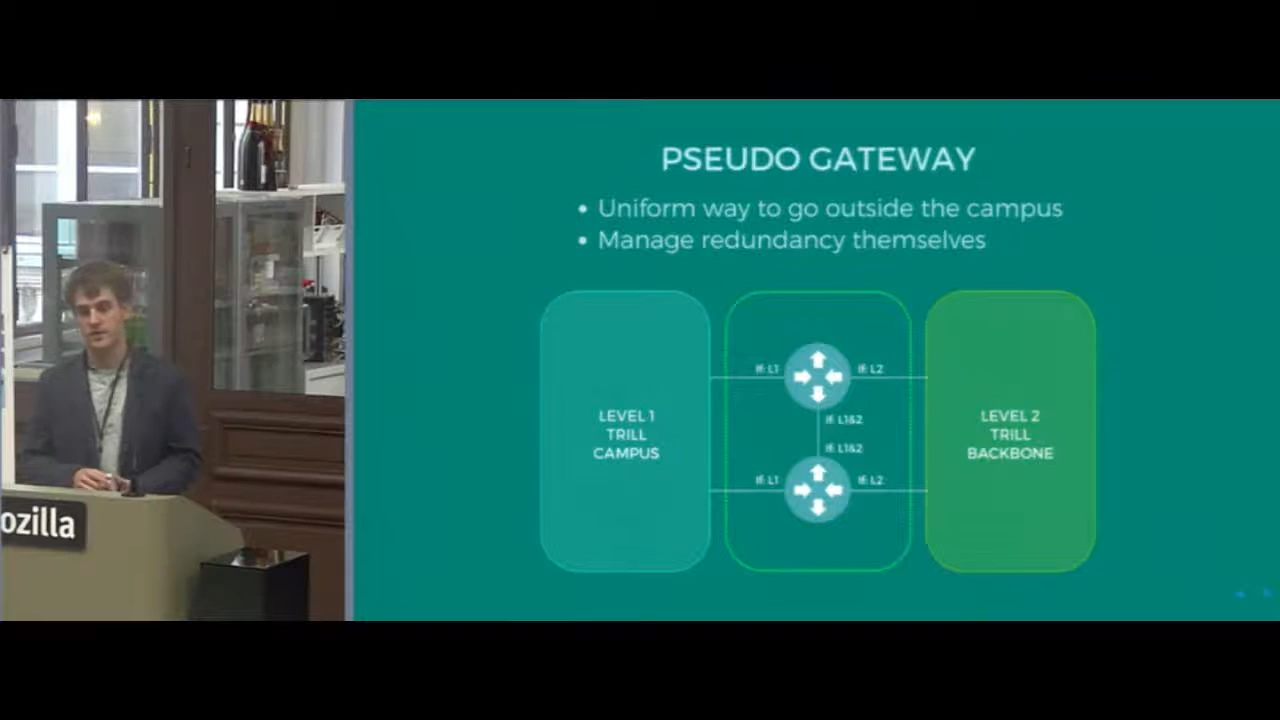 PSEUDO GATEWAY
• Uniform way to go outside the campus
• Manage redundancy themselves
LEVEL 1
TRILL
CAMPUS
If: L1
If: L2
If: L1&2
If: L1&2
If: L1
If: L2
LEVEL 2
TRILL
BACKBONE
ozilla